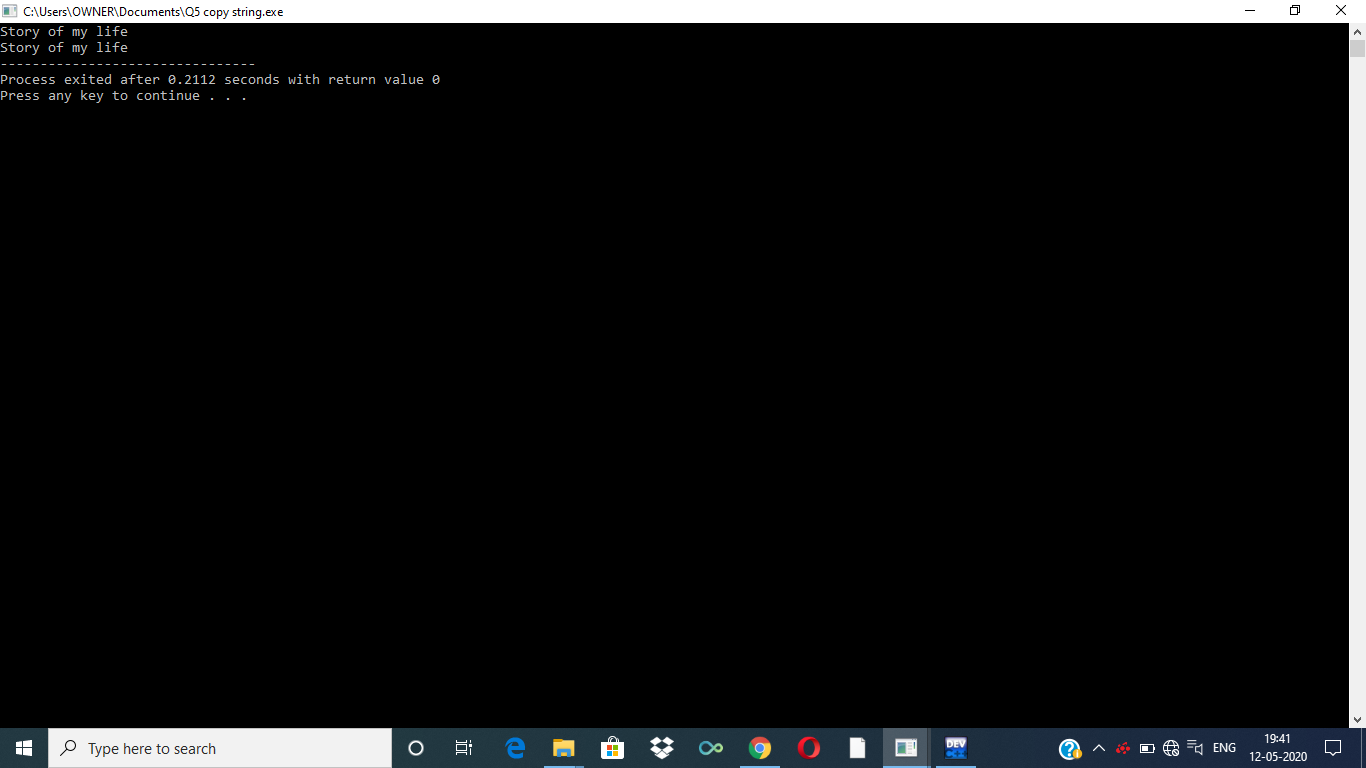 C:\Users\OWNER\Documents\Q5 copy string.exe
Story of my life
Story of my life
--------------------------------
Process exited after 0.2112 seconds with return value 0
Press any key to continue . . .
Type here to search
DEV
ENG
19:41
12-05-2020